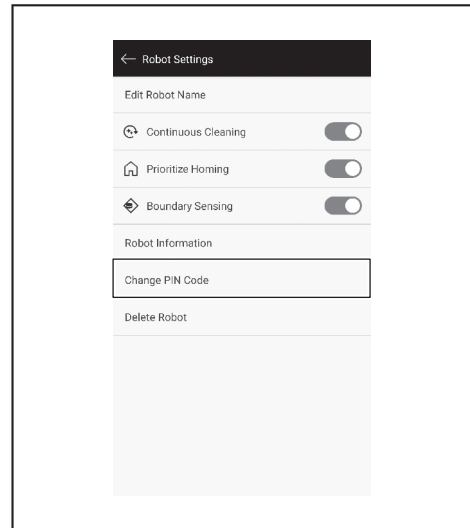 Robot Settings
Edit Robot Name
Continuous Cleaning
Prioritize Homing
Boundary Sensing
Robot Information
Change PIN Code
Delete Robot